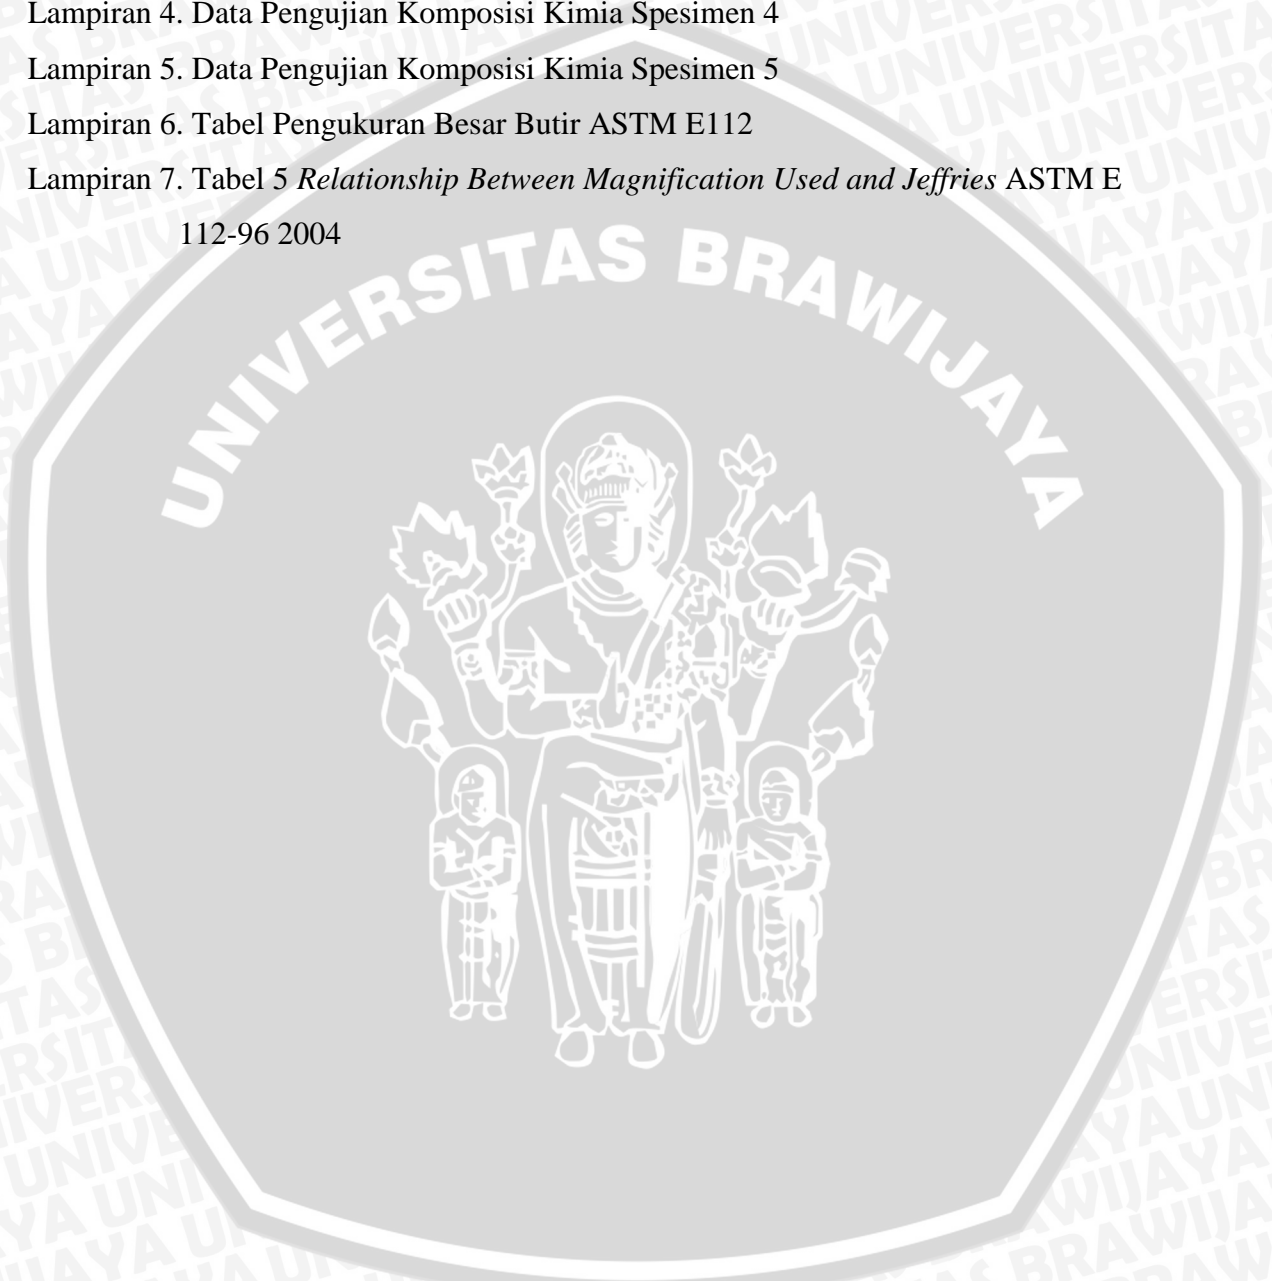 Lampiran 4. Data Pengujian Komposisi Kimia Spesimen 4
Lampiran 5. Data Pengujian Komposisi Kimia Spesimen 5
Lampiran 6. Tabel Pengukuran Besar Butir ASTM E112
Lampiran 7. Tabel 5 Relationship Between Magnification Used and Jeffries ASTM E
112-96 2004
UNIVERSITAS BRAWIJAYA